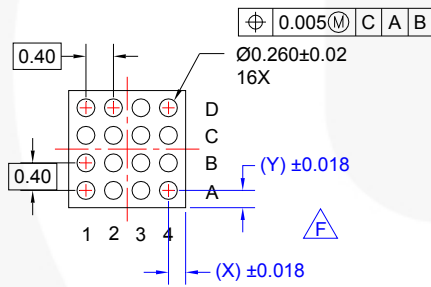 ⌖ 0.005Ⓜ C A B
0.40
Ø0.260±0.02
16X
D
C
B
A
0.40
(Y) ±0.018
F
1 2 3 4
(X) ±0.018